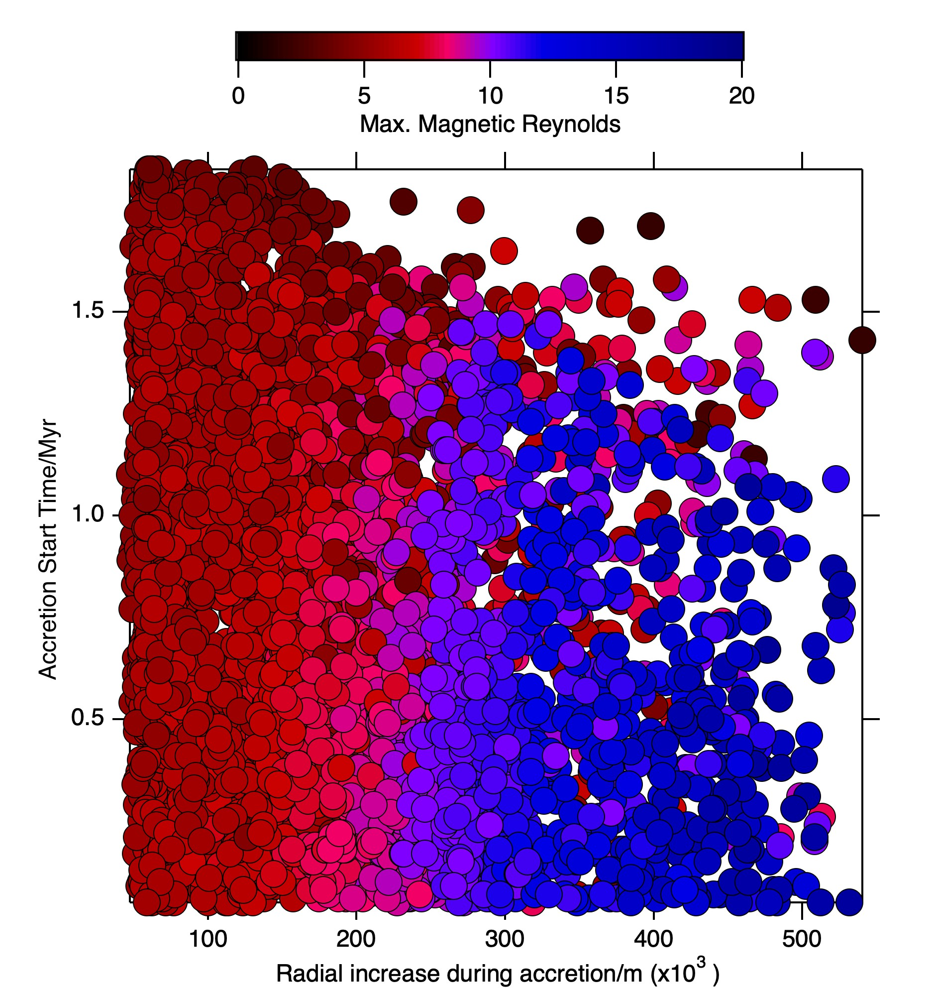 0 5 10 15 20
Max. Magnetic Reynolds
Accretion Start Time/Myr
1.5
1.0
0.5
100 200 300 400 500
Radial increase during accretion/m (x10³ )